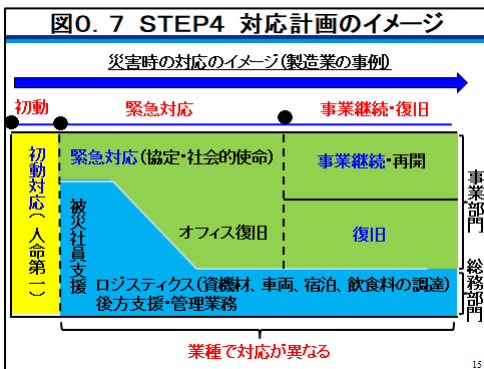 図0. 7 STEP4 対応計画のイメージ
災害時の対応のイメージ(製造業の事例)
初動
緊急対応
事業継続・復旧
初動対応(人命第一)
緊急対応(協定・社会的使命)
事業継続・再開
被災社員支援
オフィス復旧
復旧
事業部門
総務部門
ロジスティクス(資機材、車両、宿泊、飲食料の調達)
後方支援・管理業務
業種で対応が異なる
15